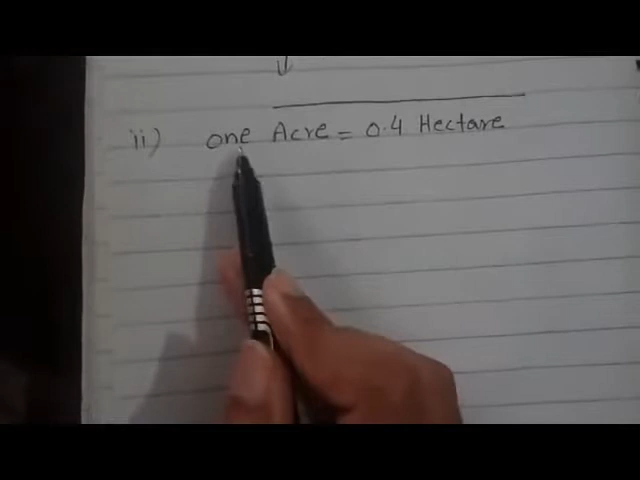 ii) one Acre = 0.4 Hectare